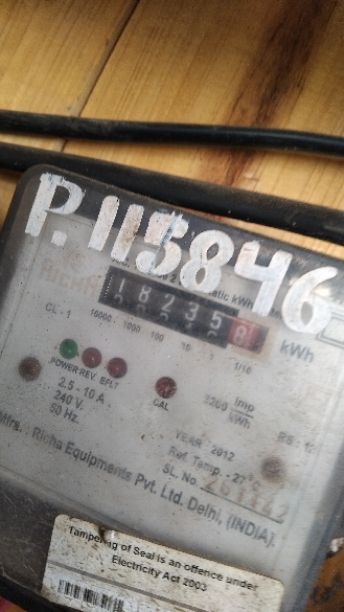 P.115846
18235 8
kWh
CL - 1 10000 1000 100 10 1 1/10
POWER REV EFLT
CAL
2.5 - 10 A
240 V.
50 Hz.
3200 Imp/kWh
YEAR : 2012
Ref. Temp. - 27°C
Mfrs. : Richa Equipments Pvt. Ltd. Delhi, (INDIA).
SL. No.
Tampering of Seal is an offence under
Electricity Act 2003